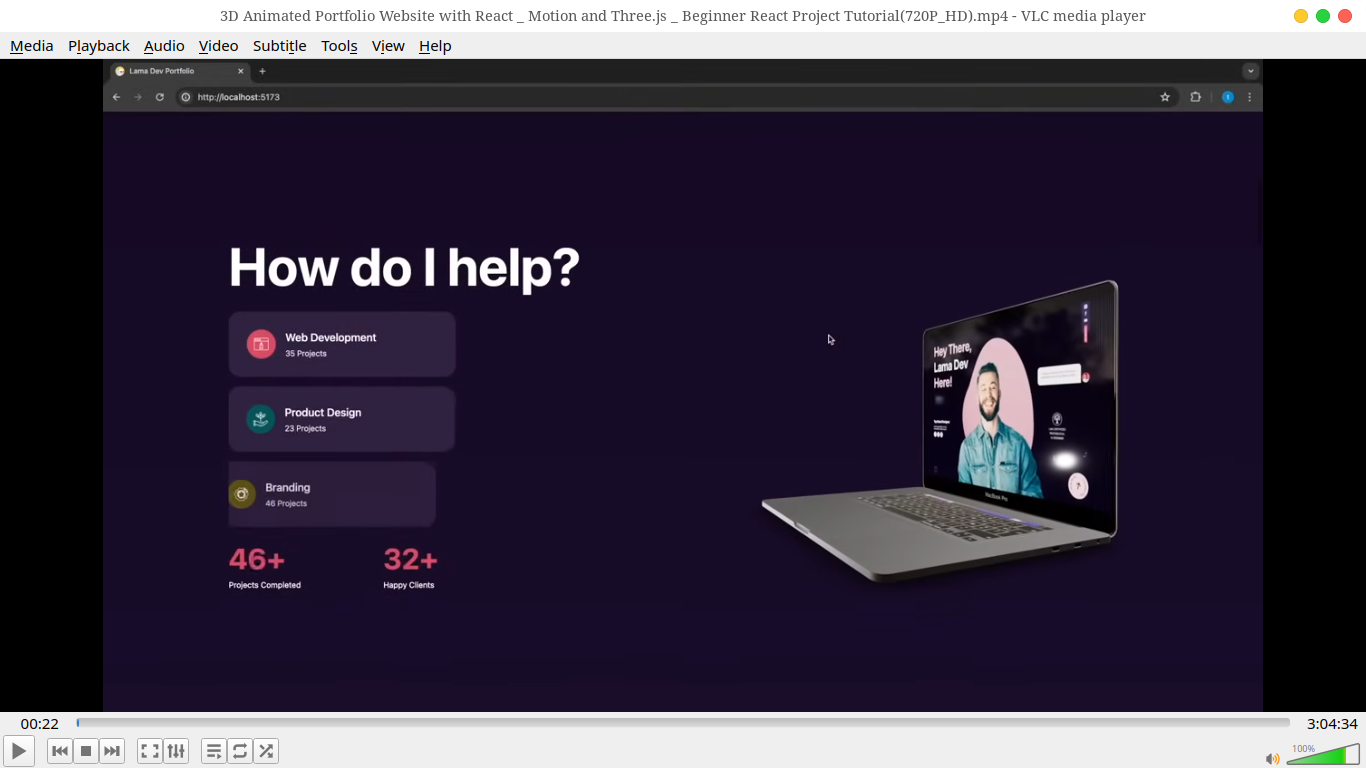 3D Animated Portfolio Website with React _ Motion and Three.js _ Beginner React Project Tutorial(720P_HD).mp4 - VLC media player
Media Playback Audio Video Subtitle Tools View Help
Lama Dev Portfolio
http://localhost:5173
How do I help?
Web Development
35 Projects
Product Design
23 Projects
Branding
46 Projects
46+ 32+
Projects Completed Happy Clients
Hey There,
Lama Dev
Here!
MacBook Pro
00:22 3:04:34
100%